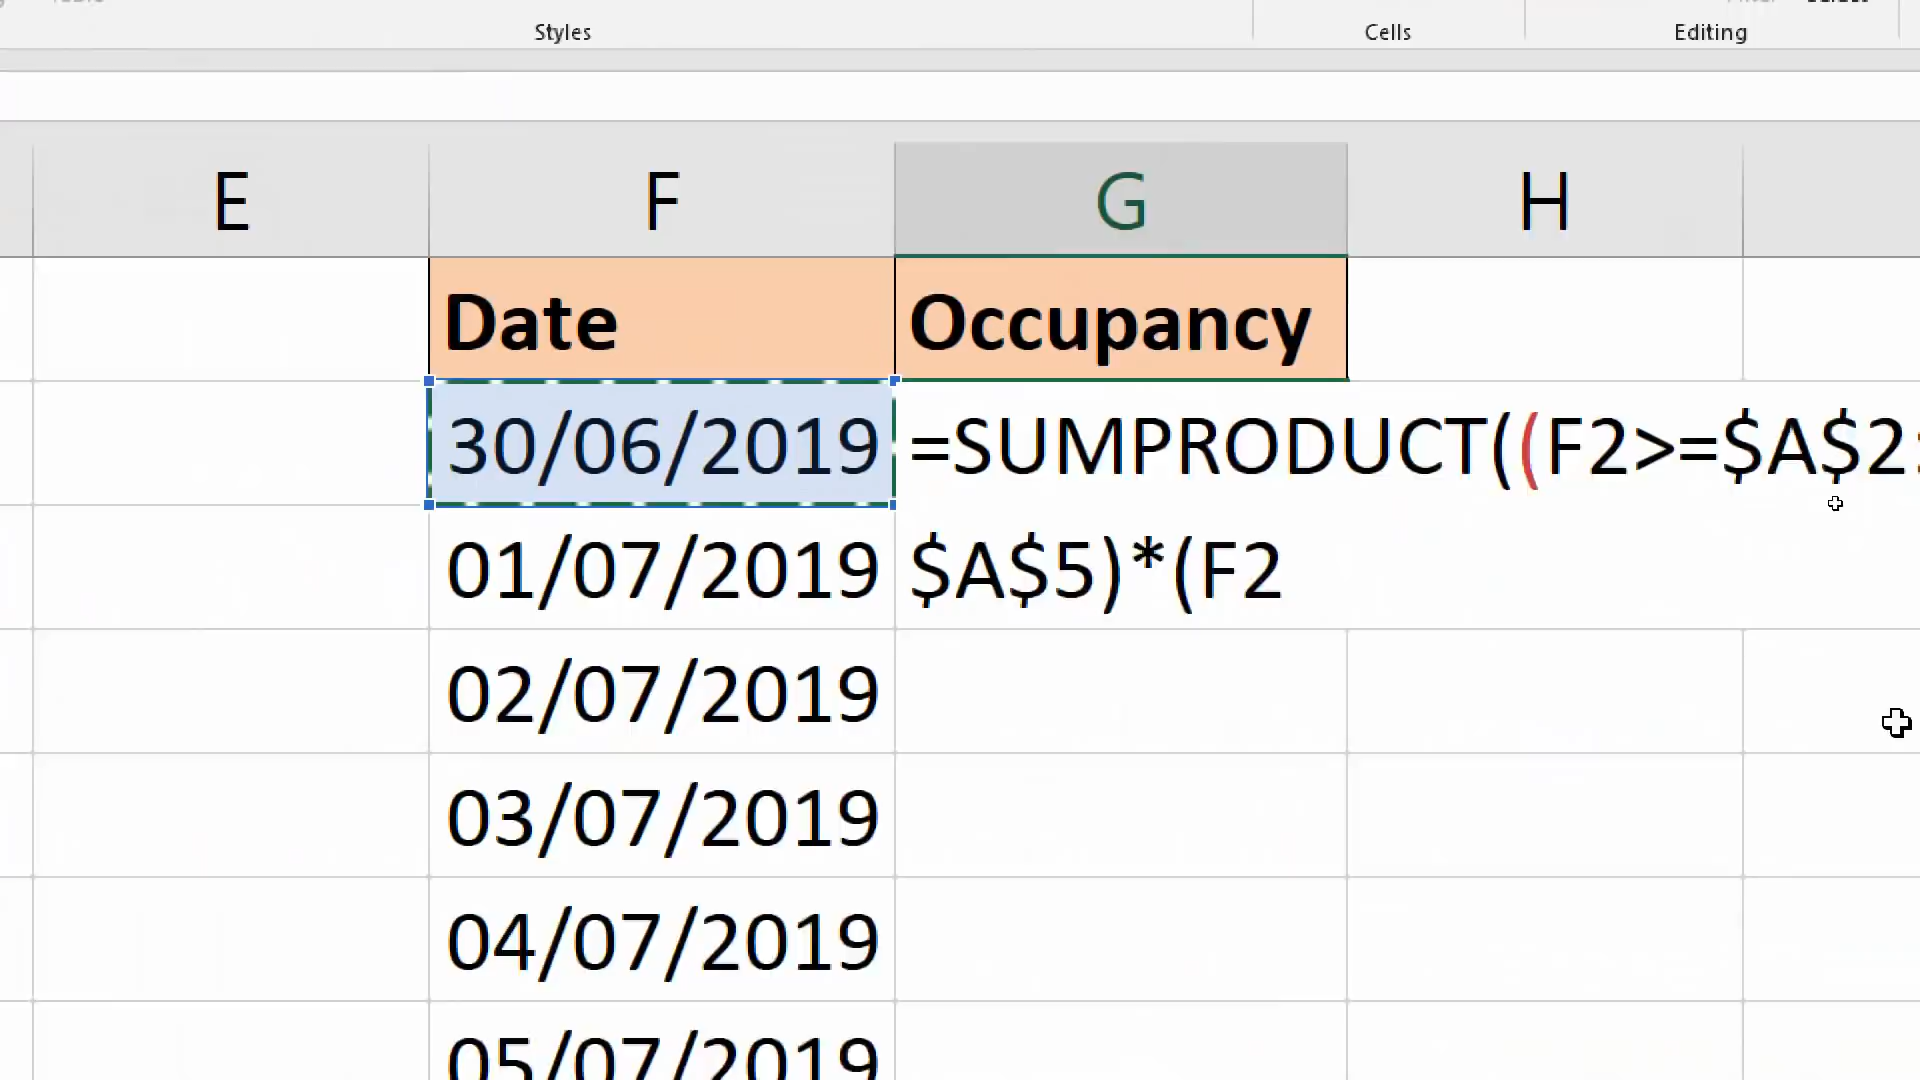 Styles Cells Editing
E F G H
Date Occupancy
30/06/2019 =SUMPRODUCT((F2>=$A$2:
01/07/2019 $A$5)*(F2
02/07/2019
03/07/2019
04/07/2019
05/07/2019